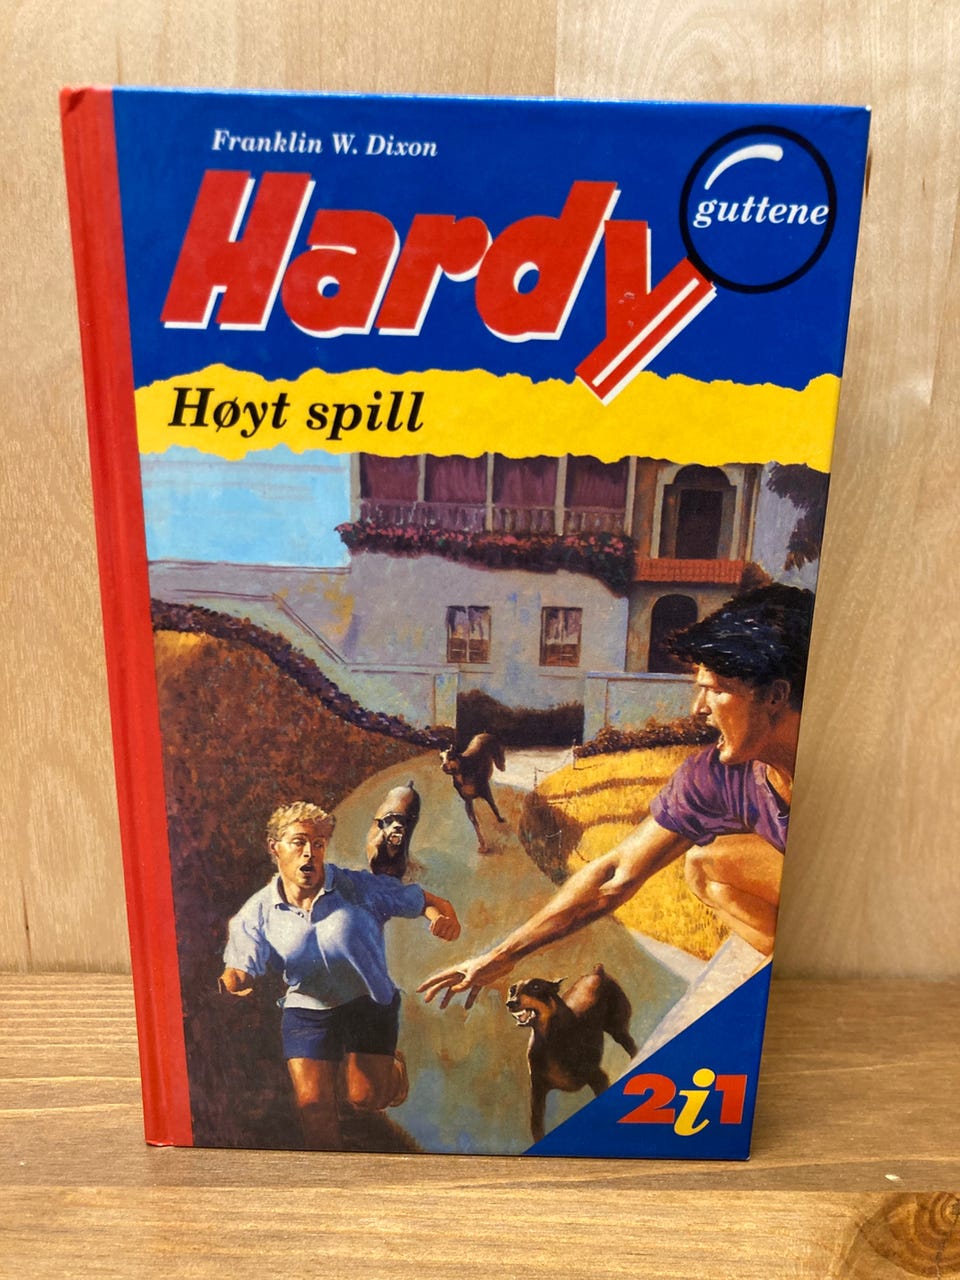 Franklin W. Dixon
Hardy
guttene
Høyt spill
2i1